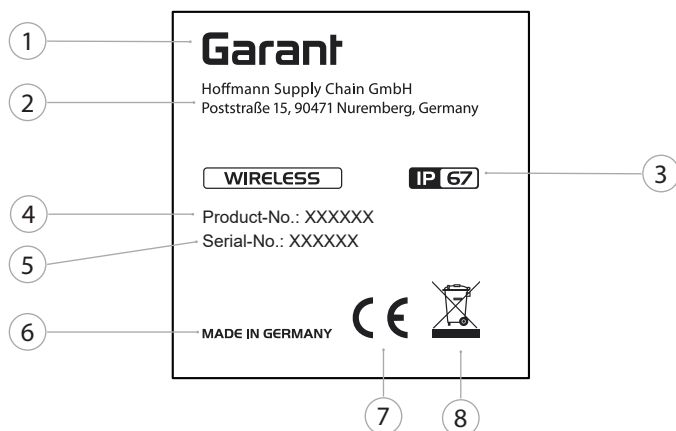 1
Garant
2
Hoffmann Supply Chain GmbH
Poststraße 15, 90471 Nuremberg, Germany
WIRELESS
IP 67
3
4
Product-No.: XXXXXX
5
Serial-No.: XXXXXX
6
MADE IN GERMANY
CE
7
8